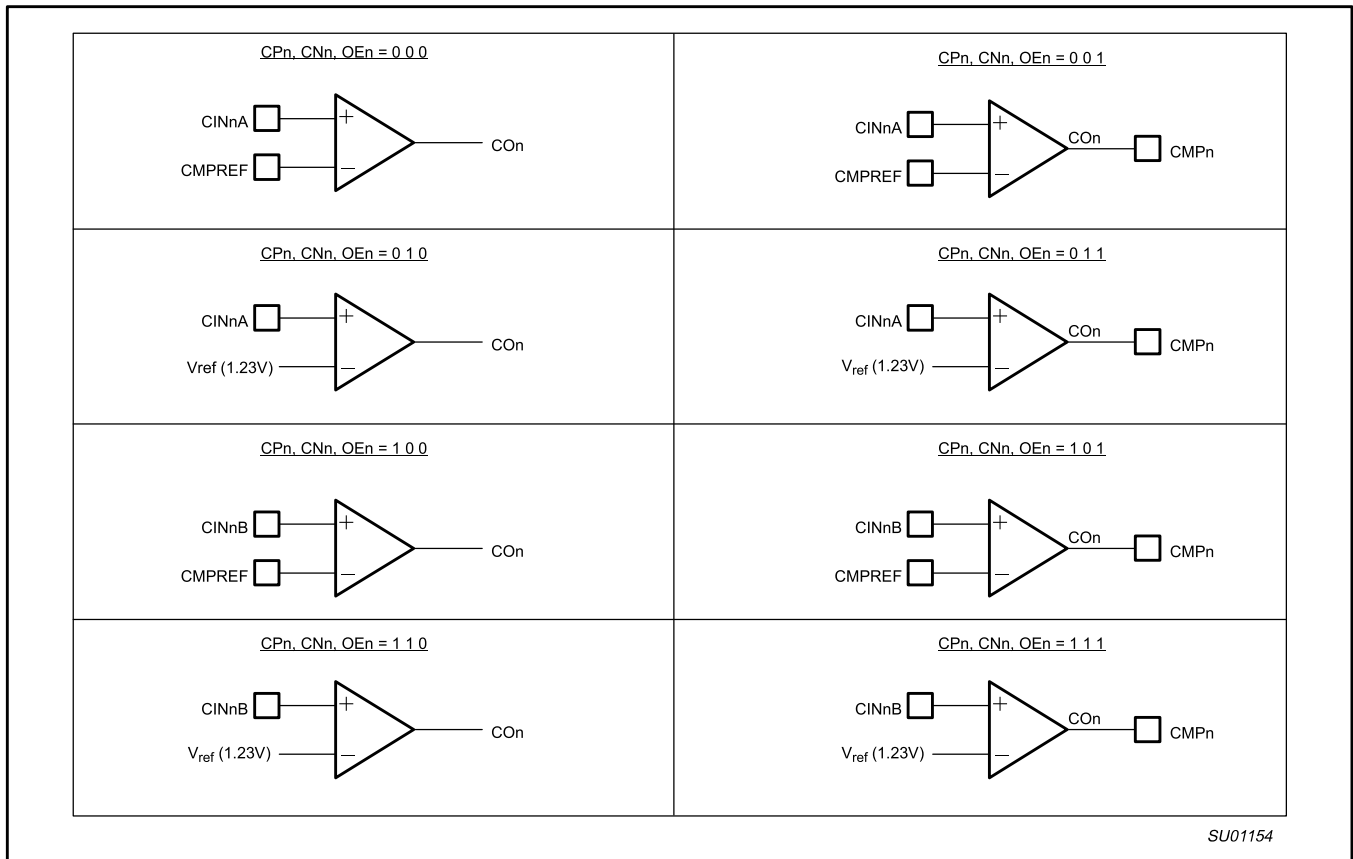 CPn, CNn, OEn = 0 0 0
CINnA
CMPREF
+
−
COn
CPn, CNn, OEn = 0 0 1
CINnA
CMPREF
+
−
COn
CMPn
CPn, CNn, OEn = 0 1 0
CINnA
Vref (1.23V)
+
−
COn
CPn, CNn, OEn = 0 1 1
CINnA
Vref (1.23V)
+
−
COn
CMPn
CPn, CNn, OEn = 1 0 0
CINnB
CMPREF
+
−
COn
CPn, CNn, OEn = 1 0 1
CINnB
CMPREF
+
−
COn
CMPn
CPn, CNn, OEn = 1 1 0
CINnB
Vref (1.23V)
+
−
COn
CPn, CNn, OEn = 1 1 1
CINnB
Vref (1.23V)
+
−
COn
CMPn
SU01154